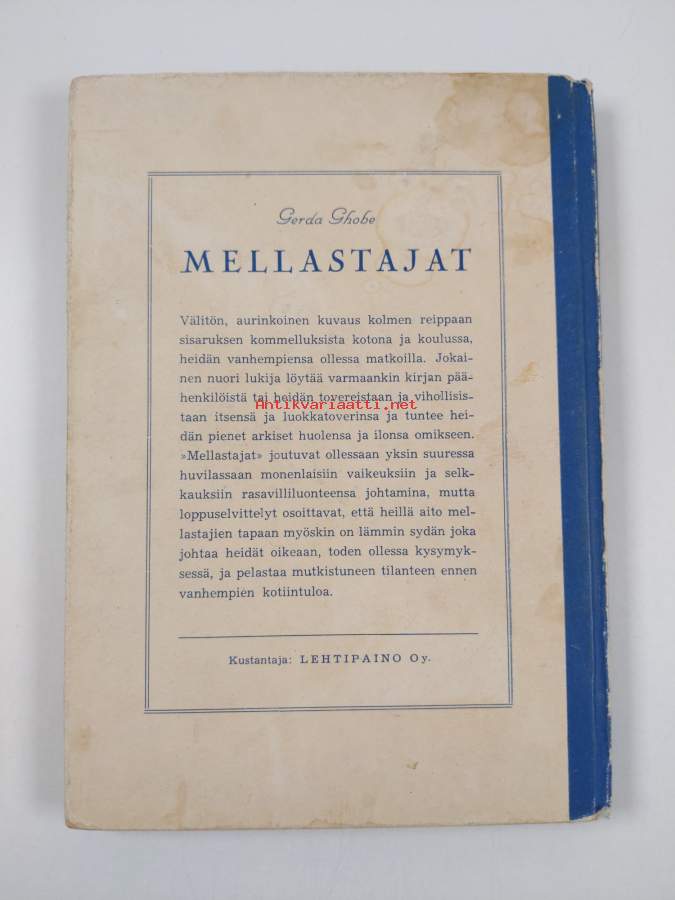 Gerda Ghobe
MELLASTAJAT
Välitön, aurinkoinen kuvaus kolmen reippaan
sisaruksen kommelluksista kotona ja koulussa,
heidän vanhempiensa ollessa matkoilla. Jokai-
nen nuori lukija löytää varmaankin kirjan pää-
henkilöistä tai heidän tovereistaan ja vihollisis-
Antikvariaatti.net
taan itsensä ja luokkatoverinsa ja tuntee hei-
dän pienet arkiset huolensa ja ilonsa omikseen.
»Mellastajat» joutuvat ollessaan yksin suuressa
huvilassaan monenlaisiin vaikeuksiin ja selk-
kauksiin rasavilliluonteensa johtamina, mutta
loppuselvittelyt osoittavat, että heillä aito mel-
lastajien tapaan myöskin on lämmin sydän joka
johtaa heidät oikeaan, toden ollessa kysymyk-
sessä, ja pelastaa mutkistuneen tilanteen ennen
vanhempien kotiintuloa.
Kustantaja: LEHTIPAINO Oy.